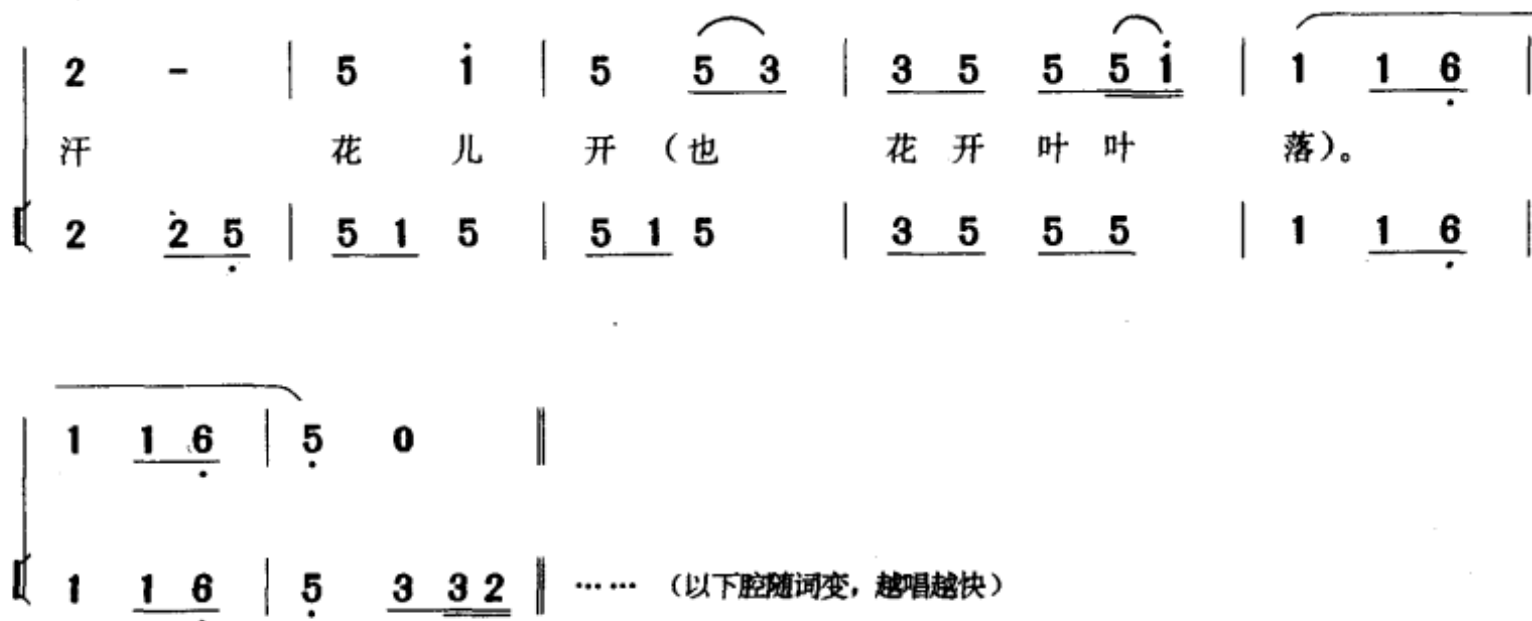 2 - | 5 i̇ | 5 5 3 | 3 5 5 5 i̇ | 1 1 6̣ |
汗 花 儿 开 （也 花 开 叶 叶 落）。
2 2 5̣ | 5 1 5 | 5 1 5 | 3 5 5 5 | 1 1 6̣ |
1 1 6̣ | 5̣ 0 ‖
1 1 6̣ | 5̣ 3 3 2 ‖ …… （以下腔随词变，越唱越快）